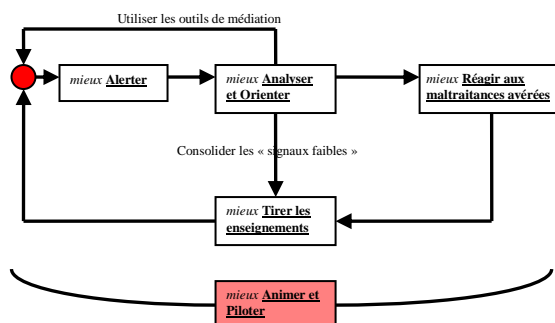 Utiliser les outils de médiation
mieux Alerter
mieux Analyser
et Orienter
mieux Réagir aux
maltraitances avérées
Consolider les « signaux faibles »
mieux Tirer les
enseignements
mieux Animer et
Piloter